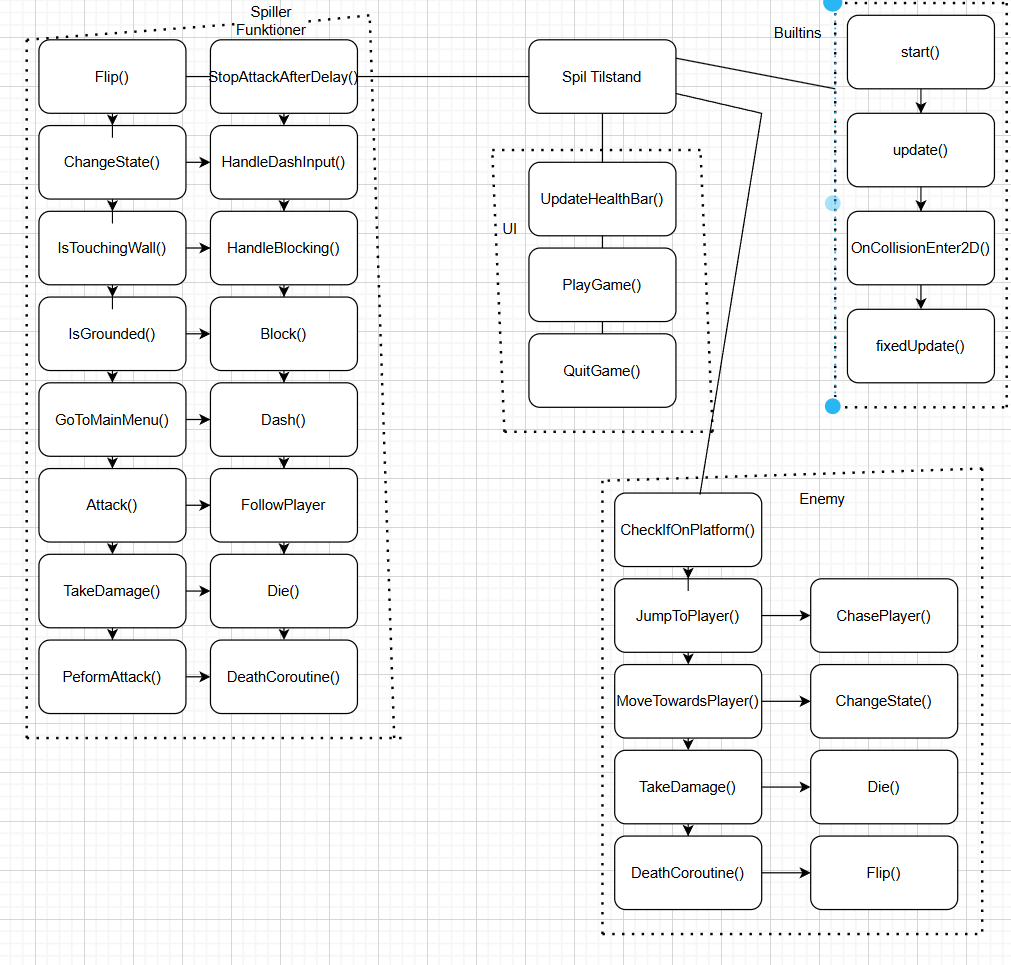 Spiller
Funktioner
Flip()
StopAttackAfterDelay()
ChangeState()
HandleDashInput()
IsTouchingWall()
HandleBlocking()
IsGrounded()
Block()
GoToMainMenu()
Dash()
Attack()
FollowPlayer
TakeDamage()
Die()
PeformAttack()
DeathCoroutine()
Spil Tilstand
UI
UpdateHealthBar()
PlayGame()
QuitGame()
Builtins
start()
update()
OnCollisionEnter2D()
fixedUpdate()
Enemy
CheckIfOnPlatform()
JumpToPlayer()
ChasePlayer()
MoveTowardsPlayer()
ChangeState()
TakeDamage()
Die()
DeathCoroutine()
Flip()